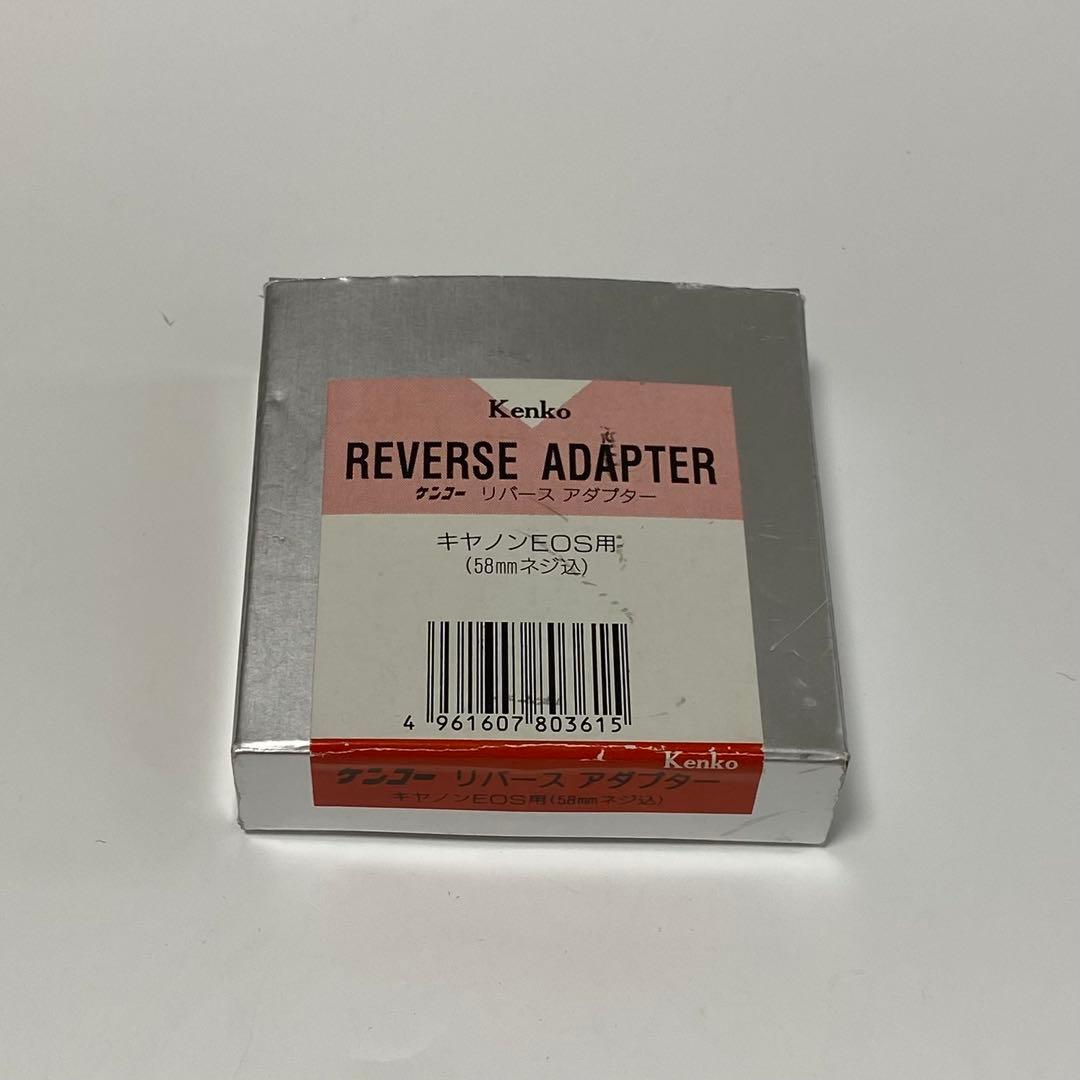 Kenko
REVERSE ADAPTER
ケンコー リバース アダプター
キヤノンEOS用
(58mmネジ込)
4 961607 803615
Kenko
ケンコー リバース アダプター
キヤノンEOS用(58mmネジ込)